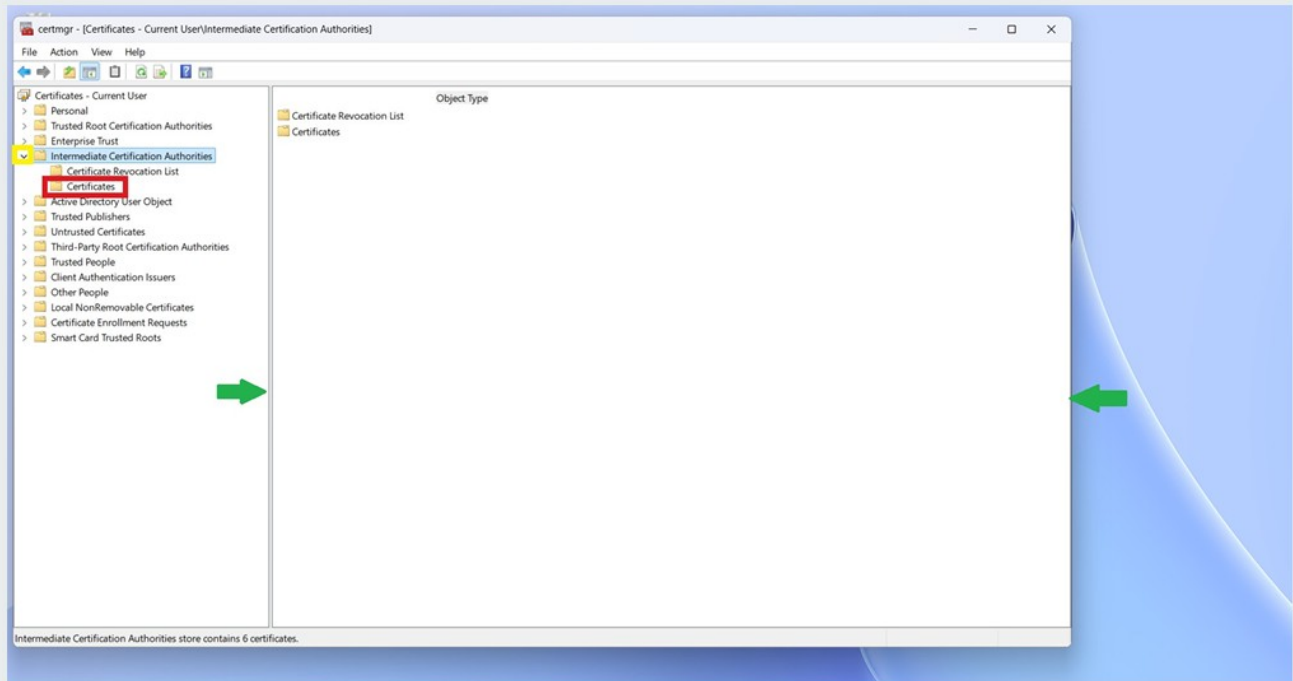 certmgr - [Certificates - Current User\Intermediate Certification Authorities]
File Action View Help
Certificates - Current User
Personal
Trusted Root Certification Authorities
Enterprise Trust
Intermediate Certification Authorities
Certificate Revocation List
Certificates
Active Directory User Object
Trusted Publishers
Untrusted Certificates
Third-Party Root Certification Authorities
Trusted People
Client Authentication Issuers
Other People
Local NonRemovable Certificates
Certificate Enrollment Requests
Smart Card Trusted Roots
Object Type
Certificate Revocation List
Certificates
Intermediate Certification Authorities store contains 6 certificates.